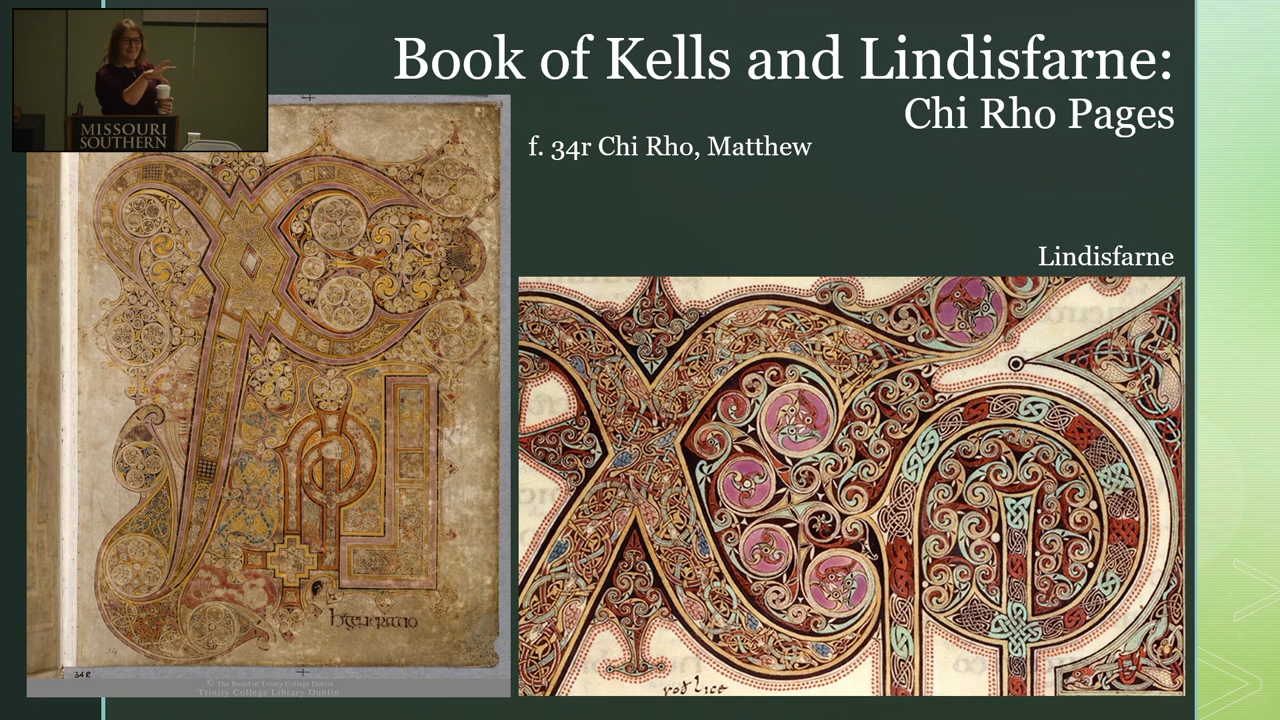 Book of Kells and Lindisfarne:
Chi Rho Pages
f. 34r Chi Rho, Matthew
MISSOURI
SOUTHERN
Lindisfarne
34 R
© The Board of Trinity College Dublin
Trinity College Library Dublin